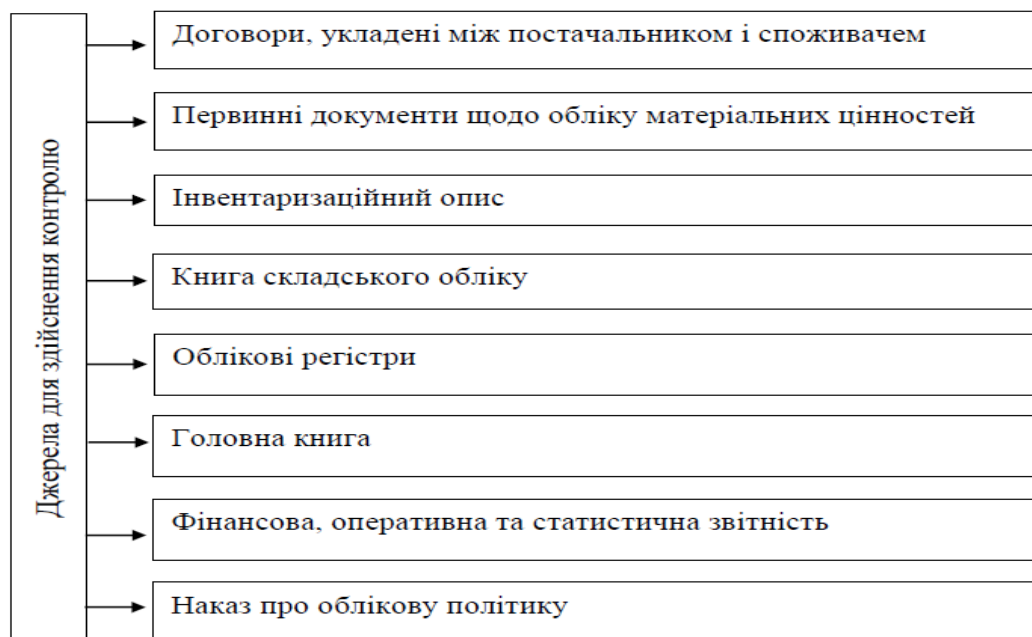 Джерела для здійснення контролю
Договори, укладені між постачальником і споживачем
Первинні документи щодо обліку матеріальних цінностей
Інвентаризаційний опис
Книга складського обліку
Облікові регістри
Головна книга
Фінансова, оперативна та статистична звітність
Наказ про облікову політику